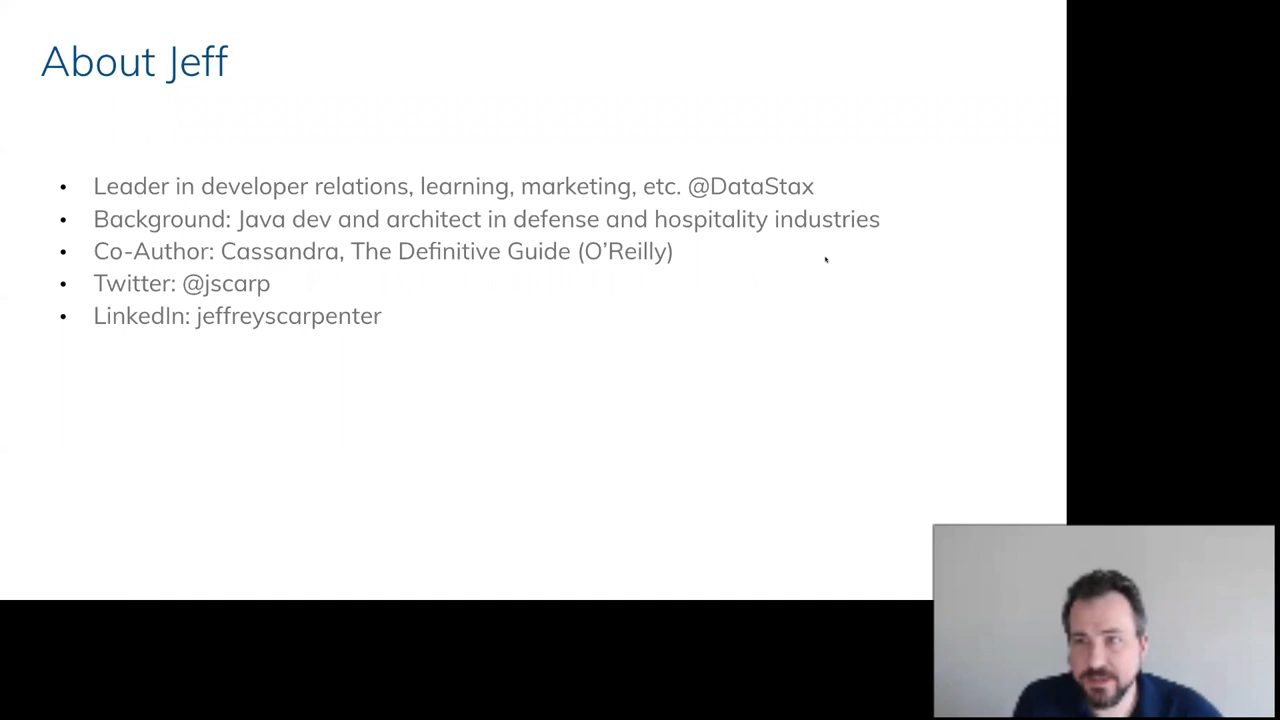 About Jeff
Leader in developer relations, learning, marketing, etc. @DataStax
Background: Java dev and architect in defense and hospitality industries
Co-Author: Cassandra, The Definitive Guide (O’Reilly)
Twitter: @jscarp
LinkedIn: jeffreyscarpenter